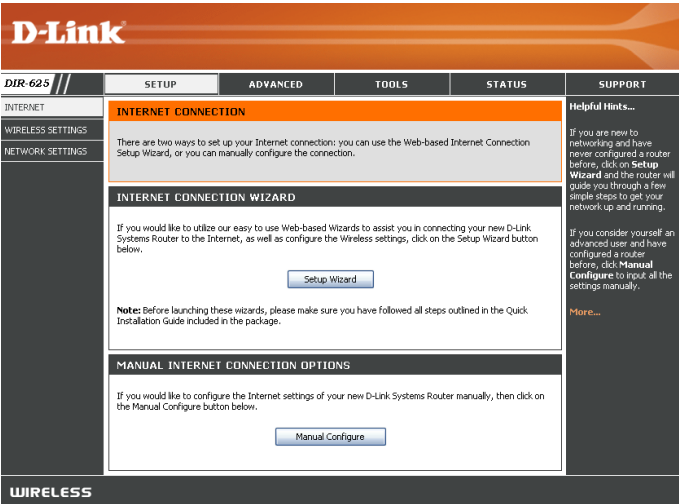 D-Link
DIR-625
SETUP
ADVANCED
TOOLS
STATUS
SUPPORT
INTERNET
WIRELESS SETTINGS
NETWORK SETTINGS
INTERNET CONNECTION
There are two ways to set up your Internet connection: you can use the Web-based Internet Connection
Setup Wizard, or you can manually configure the connection.
INTERNET CONNECTION WIZARD
If you would like to utilize our easy to use Web-based Wizards to assist you in connecting your new D-Link
Systems Router to the Internet, as well as configure the Wireless settings, click on the Setup Wizard button
below.
Setup Wizard
Note: Before launching these wizards, please make sure you have followed all steps outlined in the Quick
Installation Guide included in the package.
MANUAL INTERNET CONNECTION OPTIONS
If you would like to configure the Internet settings of your new D-Link Systems Router manually, then click on
the Manual Configure button below.
Manual Configure
Helpful Hints...
If you are new to
networking and have
never configured a router
before, click on Setup
Wizard and the router will
guide you through a few
simple steps to get your
network up and running.
If you consider yourself an
advanced user and have
configured a router
before, click Manual
Configure to input all the
settings manually.
More...
WIRELESS